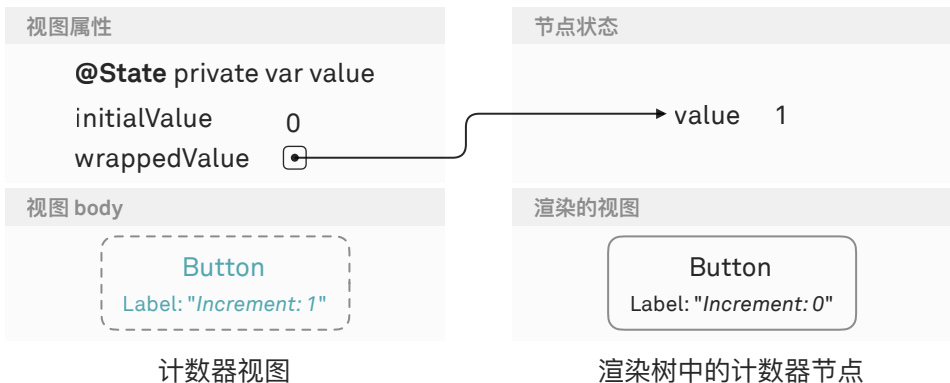 视图属性
@State private var value
initialValue 0
wrappedValue
视图 body
Button
Label: "Increment: 1"
计数器视图
节点状态
value 1
渲染的视图
Button
Label: "Increment: 0"
渲染树中的计数器节点